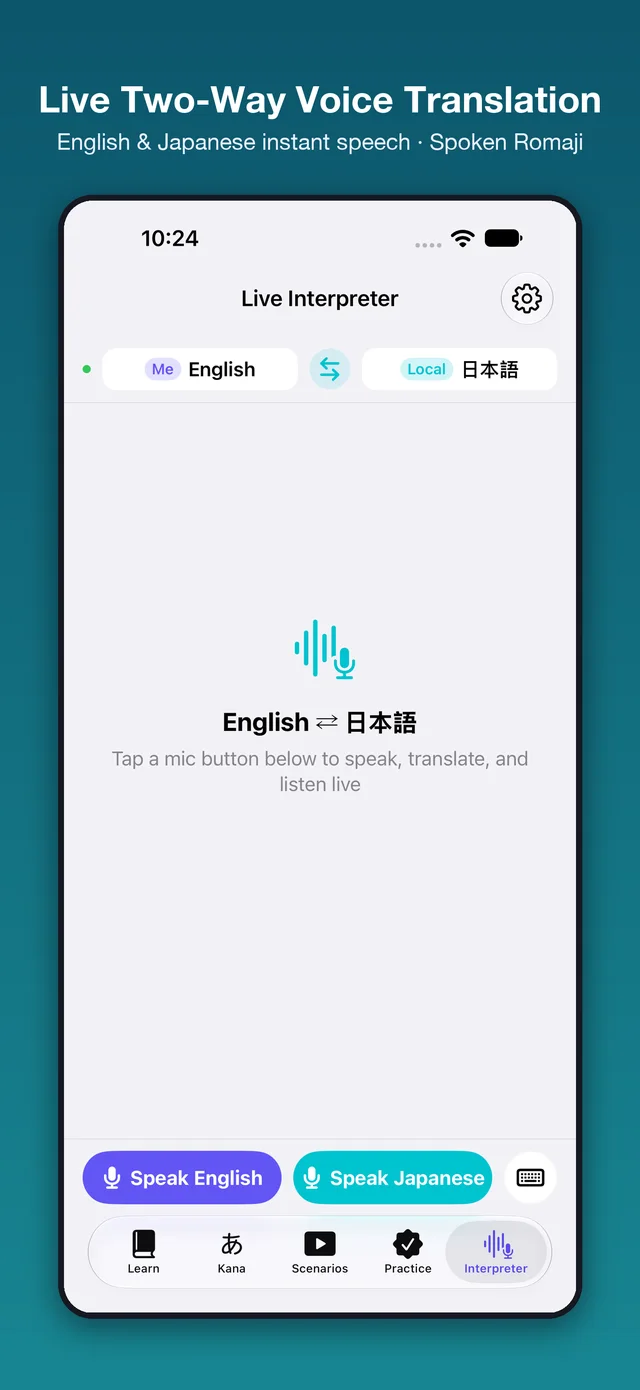 Live Two-Way Voice Translation
English & Japanese instant speech · Spoken Romaji
10:24
Live Interpreter
Me English
Local 日本語
English ⇌ 日本語
Tap a mic button below to speak, translate, and
listen live
Speak English
Speak Japanese
あ
Learn
Kana
Scenarios
Practice
Interpreter